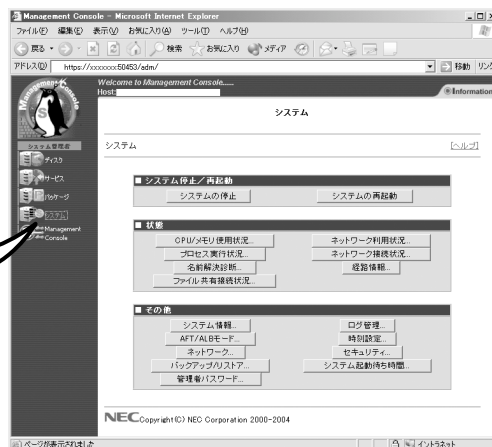 Management Console - Microsoft Internet Explorer
ファイル(F) 編集(E) 表示(V) お気に入り(A) ツール(T) ヘルプ(H)
戻る 検索 お気に入り メディア
アドレス(D) https://xxxxxxx:50453/adm/ 移動 リンク
Management Console
Welcome to Management Console......
Host:
Information
システム管理者
ディスク
サービス
パッケージ
システム
Management Console
システム
システム [ヘルプ]
■ システム停止/再起動
システムの停止 システムの再起動
■ 状態
CPU/メモリ使用状況... ネットワーク利用状況...
プロセス実行状況... ネットワーク接続状況...
名前解決診断... 経路情報...
ファイル共有接続状況...
■ その他
システム情報... ログ管理...
AFT/ALBモード... 時刻設定...
ネットワーク... セキュリティ...
バックアップ/リストア... システム起動待ち時間...
管理者パスワード...
NEC Copyright(C) NEC Corporation 2000-2004
ページが表示されました イントラネット